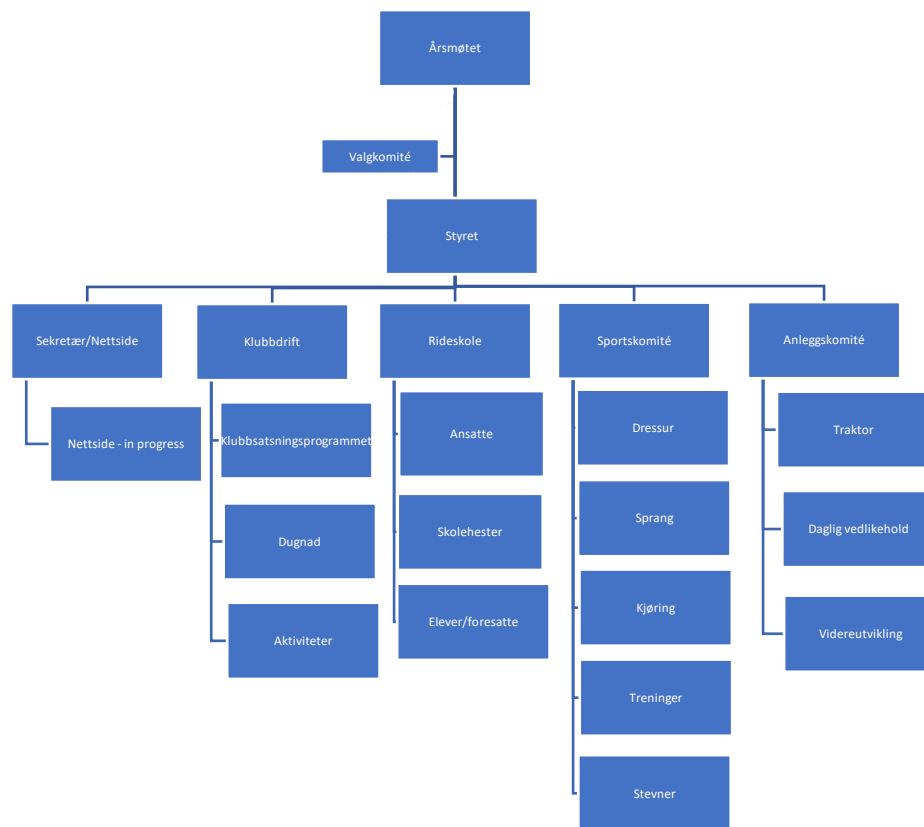 Årsmøtet
Valgkomité
Styret
Sekretær/Nettside
Klubbdrift
Rideskole
Sportskomité
Anleggskomité
Nettside - in progress
Klubbsatsningsprogrammet
Dugnad
Aktiviteter
Ansatte
Skolehester
Elever/foresatte
Dressur
Sprang
Kjøring
Treninger
Stevner
Traktor
Daglig vedlikehold
Videreutvikling